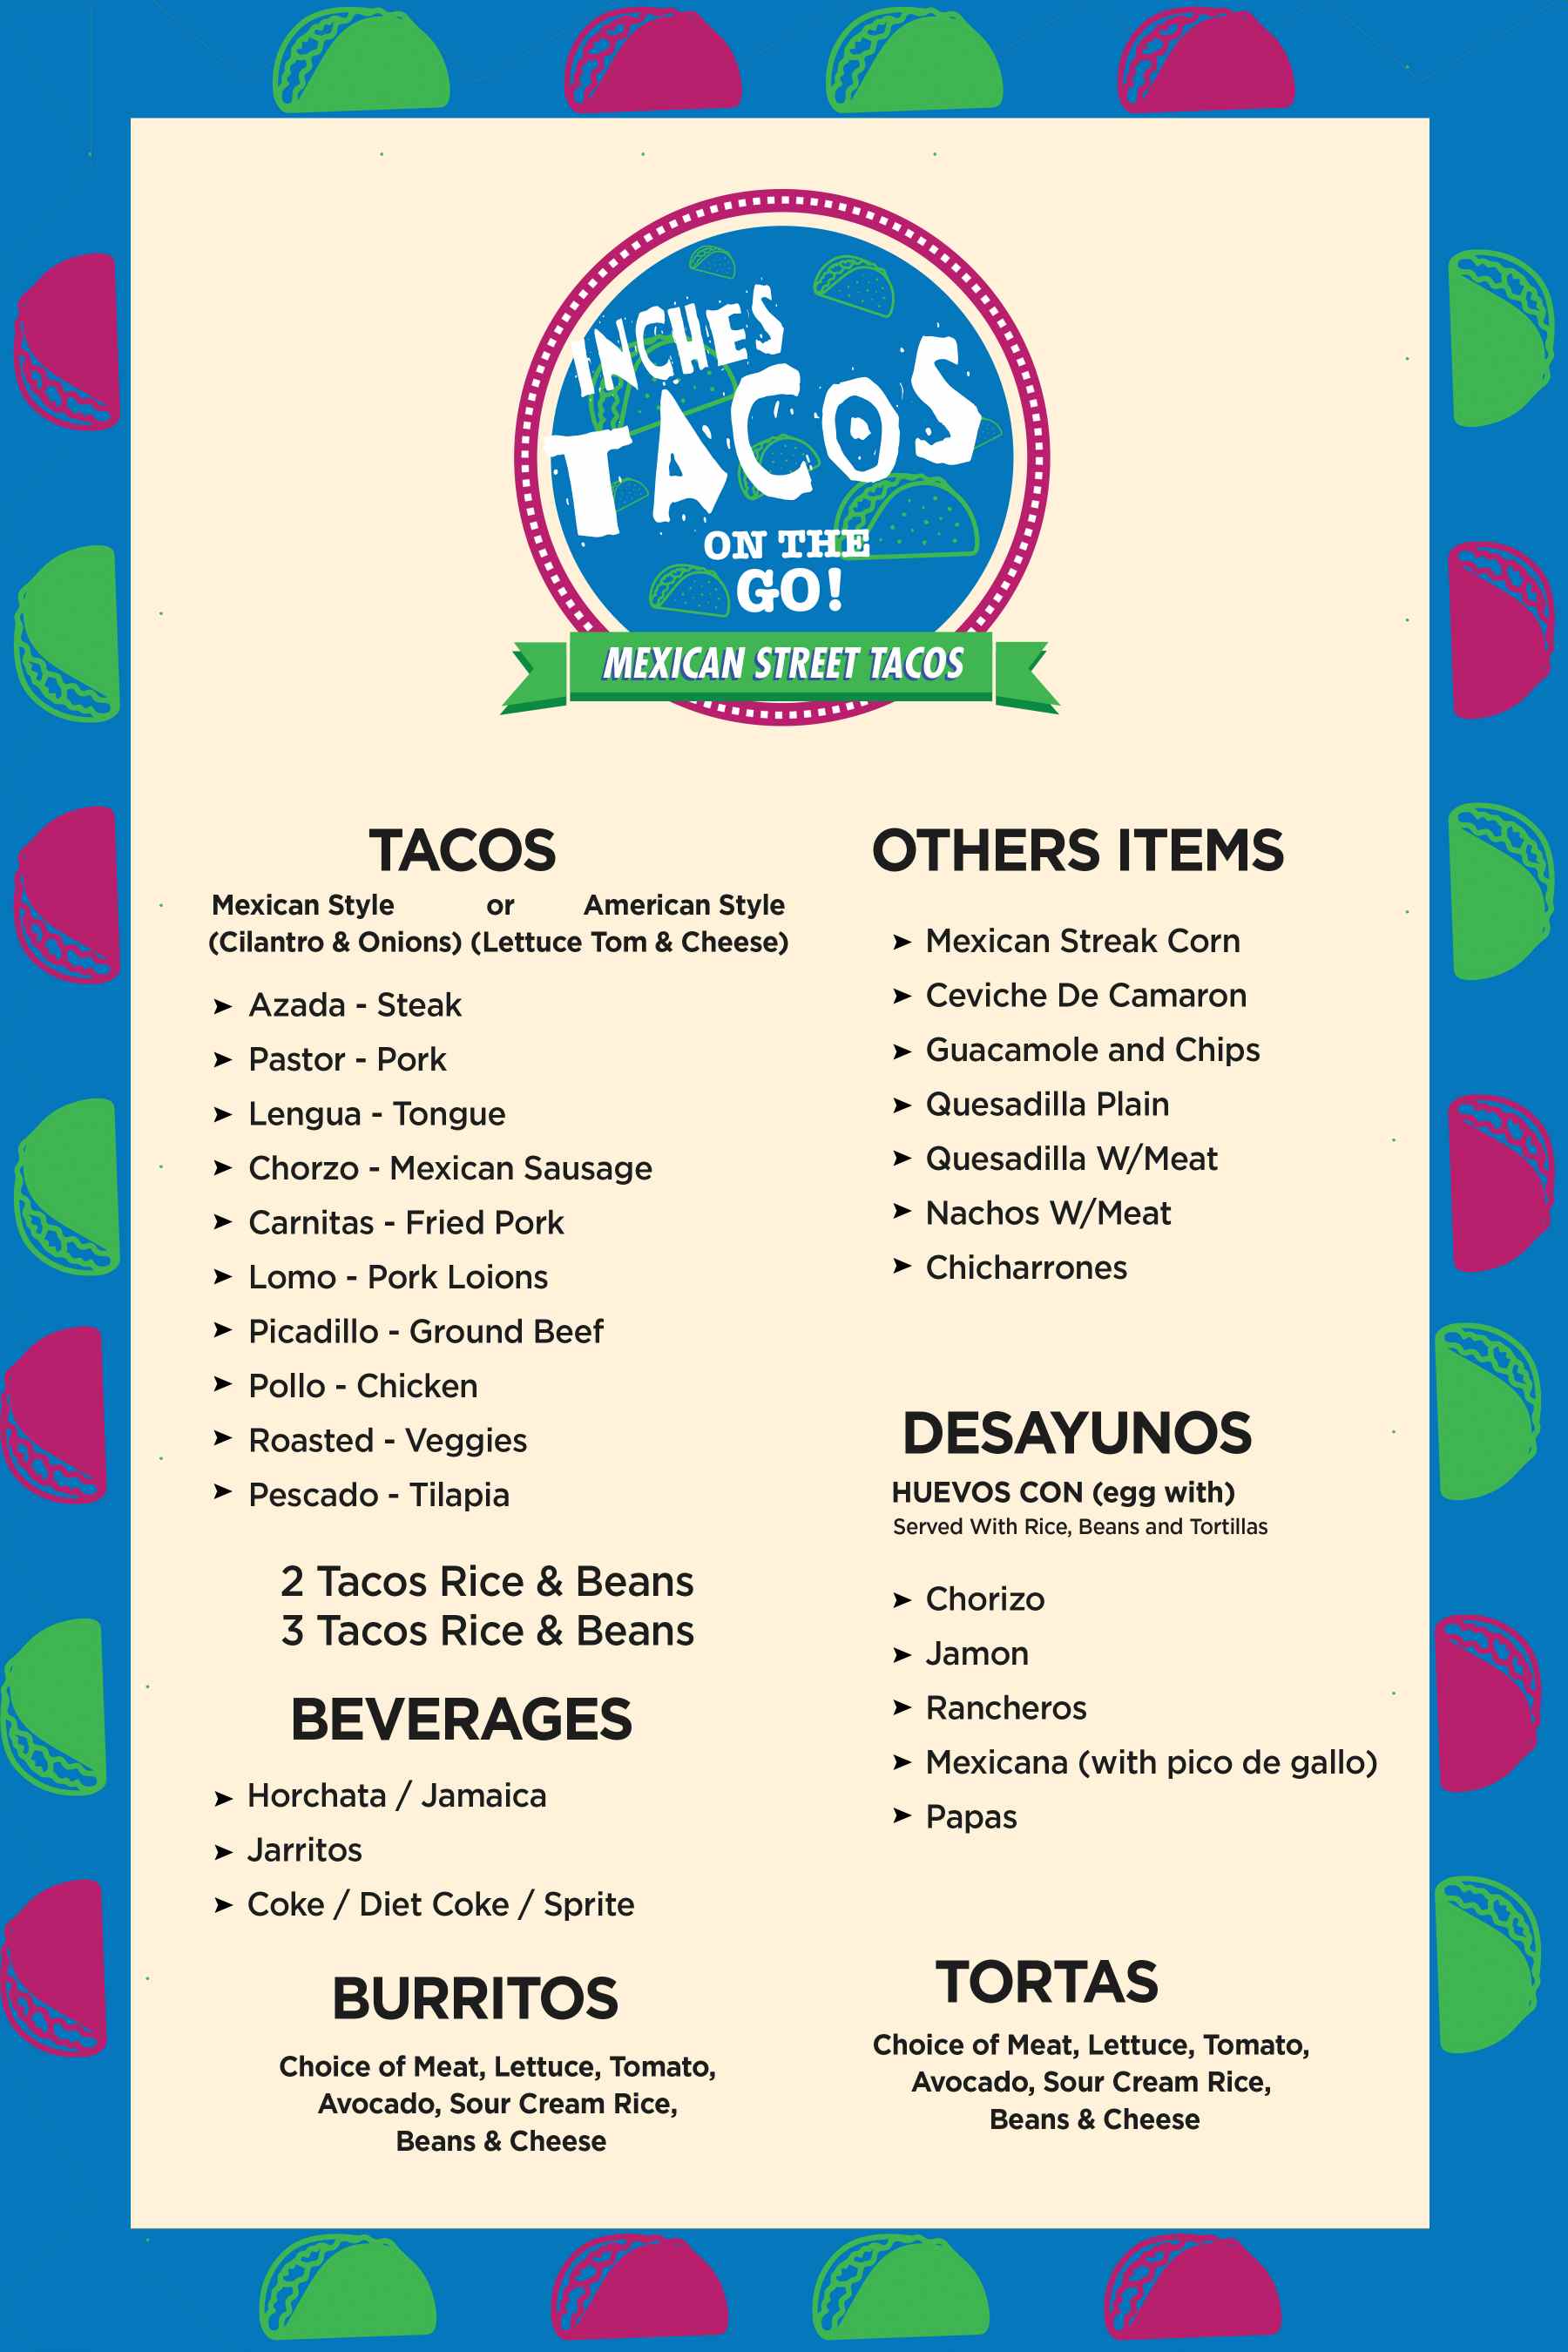 INCHES
TACOS
ON THE
GO!
MEXICAN STREET TACOS
TACOS
Mexican Style or American Style
(Cilantro & Onions) (Lettuce Tom & Cheese)
Azada - Steak
Pastor - Pork
Lengua - Tongue
Chorzo - Mexican Sausage
Carnitas - Fried Pork
Lomo - Pork Loions
Picadillo - Ground Beef
Pollo - Chicken
Roasted - Veggies
Pescado - Tilapia
2 Tacos Rice & Beans
3 Tacos Rice & Beans
BEVERAGES
Horchata / Jamaica
Jarritos
Coke / Diet Coke / Sprite
BURRITOS
Choice of Meat, Lettuce, Tomato,
Avocado, Sour Cream Rice,
Beans & Cheese
OTHERS ITEMS
Mexican Streak Corn
Ceviche De Camaron
Guacamole and Chips
Quesadilla Plain
Quesadilla W/Meat
Nachos W/Meat
Chicharrones
DESAYUNOS
HUEVOS CON (egg with)
Served With Rice, Beans and Tortillas
Chorizo
Jamon
Rancheros
Mexicana (with pico de gallo)
Papas
TORTAS
Choice of Meat, Lettuce, Tomato,
Avocado, Sour Cream Rice,
Beans & Cheese